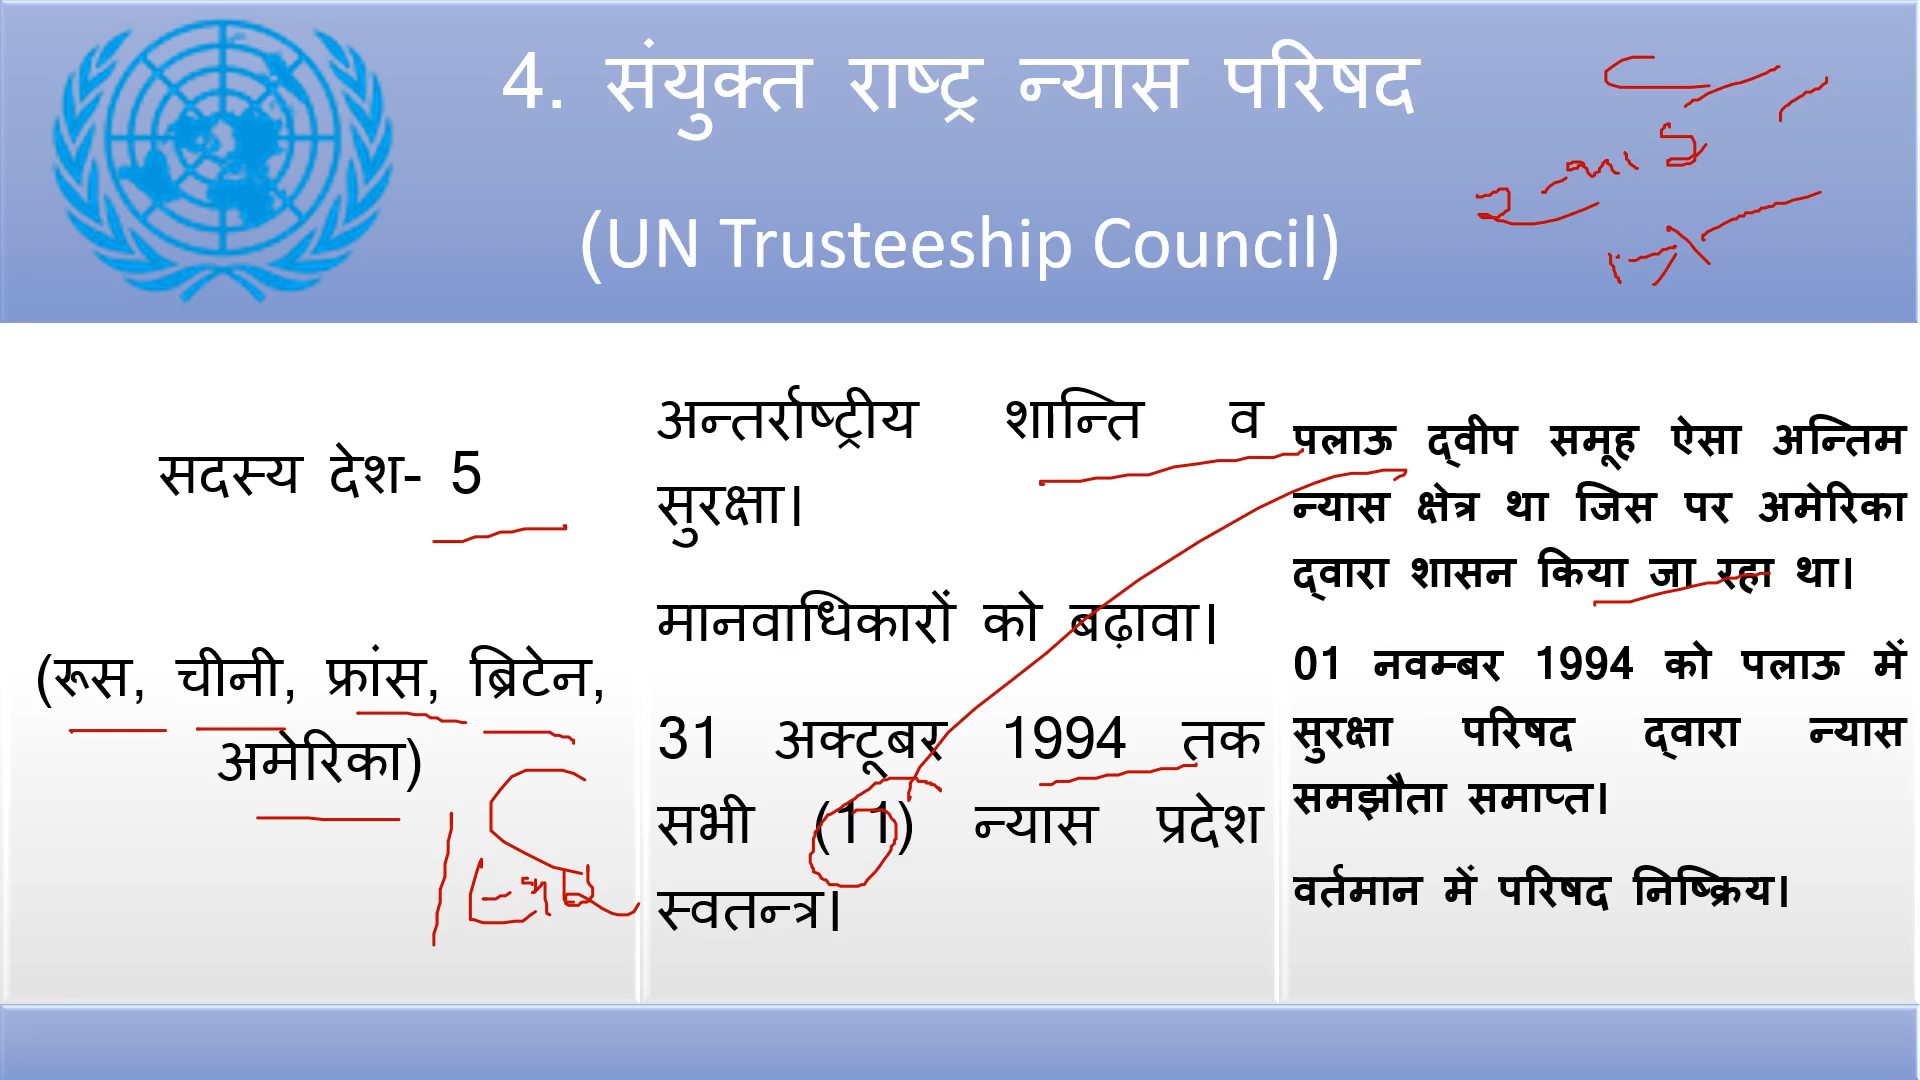 4. संयुक्त राष्ट्र न्यास परिषद
(UN Trusteeship Council)
सदस्य देश- 5
(रूस, चीनी, फ्रांस, ब्रिटेन,
अमेरिका)
अन्तर्राष्ट्रीय शान्ति व
सुरक्षा।
मानवाधिकारों को बढ़ावा।
31 अक्टूबर 1994 तक
सभी (11) न्यास प्रदेश
स्वतन्त्र।
पलाऊ द्वीप समूह ऐसा अन्तिम
न्यास क्षेत्र था जिस पर अमेरिका
द्वारा शासन किया जा रहा था।
01 नवम्बर 1994 को पलाऊ में
सुरक्षा परिषद द्वारा न्यास
समझौता समाप्त।
वर्तमान में परिषद निष्क्रिय।